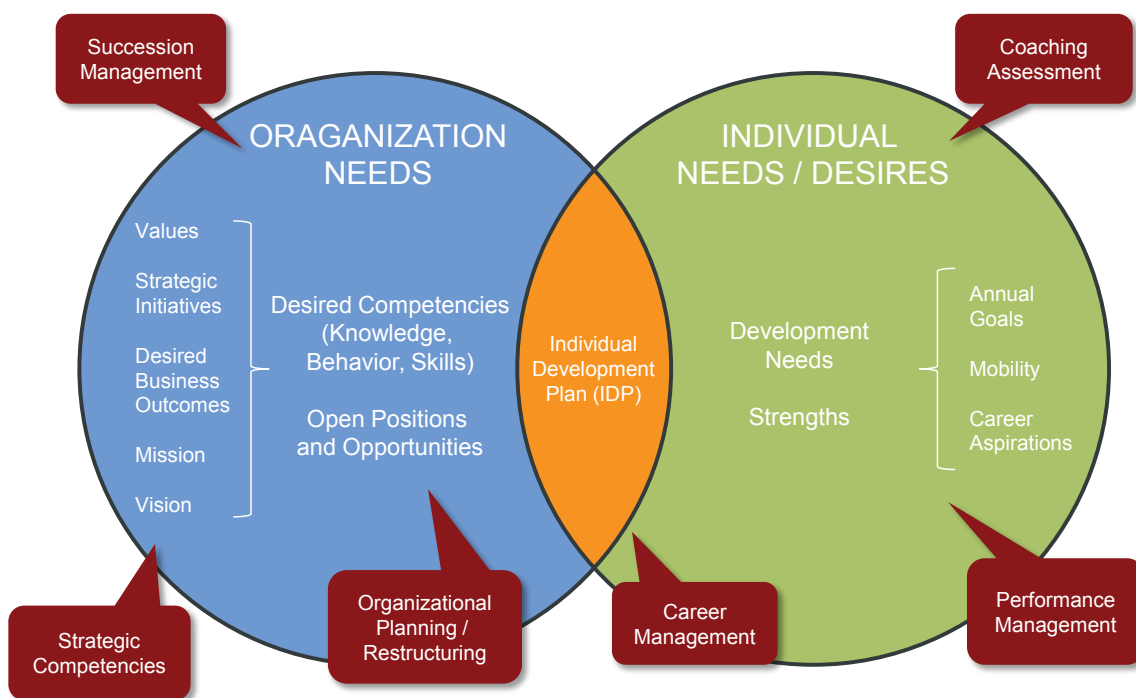 Succession
Management
Coaching
Assessment
ORAGANIZATION
NEEDS
INDIVIDUAL
NEEDS / DESIRES
Values
Strategic
Initiatives
Desired
Business
Outcomes
Mission
Vision
Desired Competencies
(Knowledge,
Behavior, Skills)
Open Positions
and Opportunities
Individual
Development
Plan (IDP)
Development
Needs
Strengths
Annual
Goals
Mobility
Career
Aspirations
Strategic
Competencies
Organizational
Planning /
Restructuring
Career
Management
Performance
Management